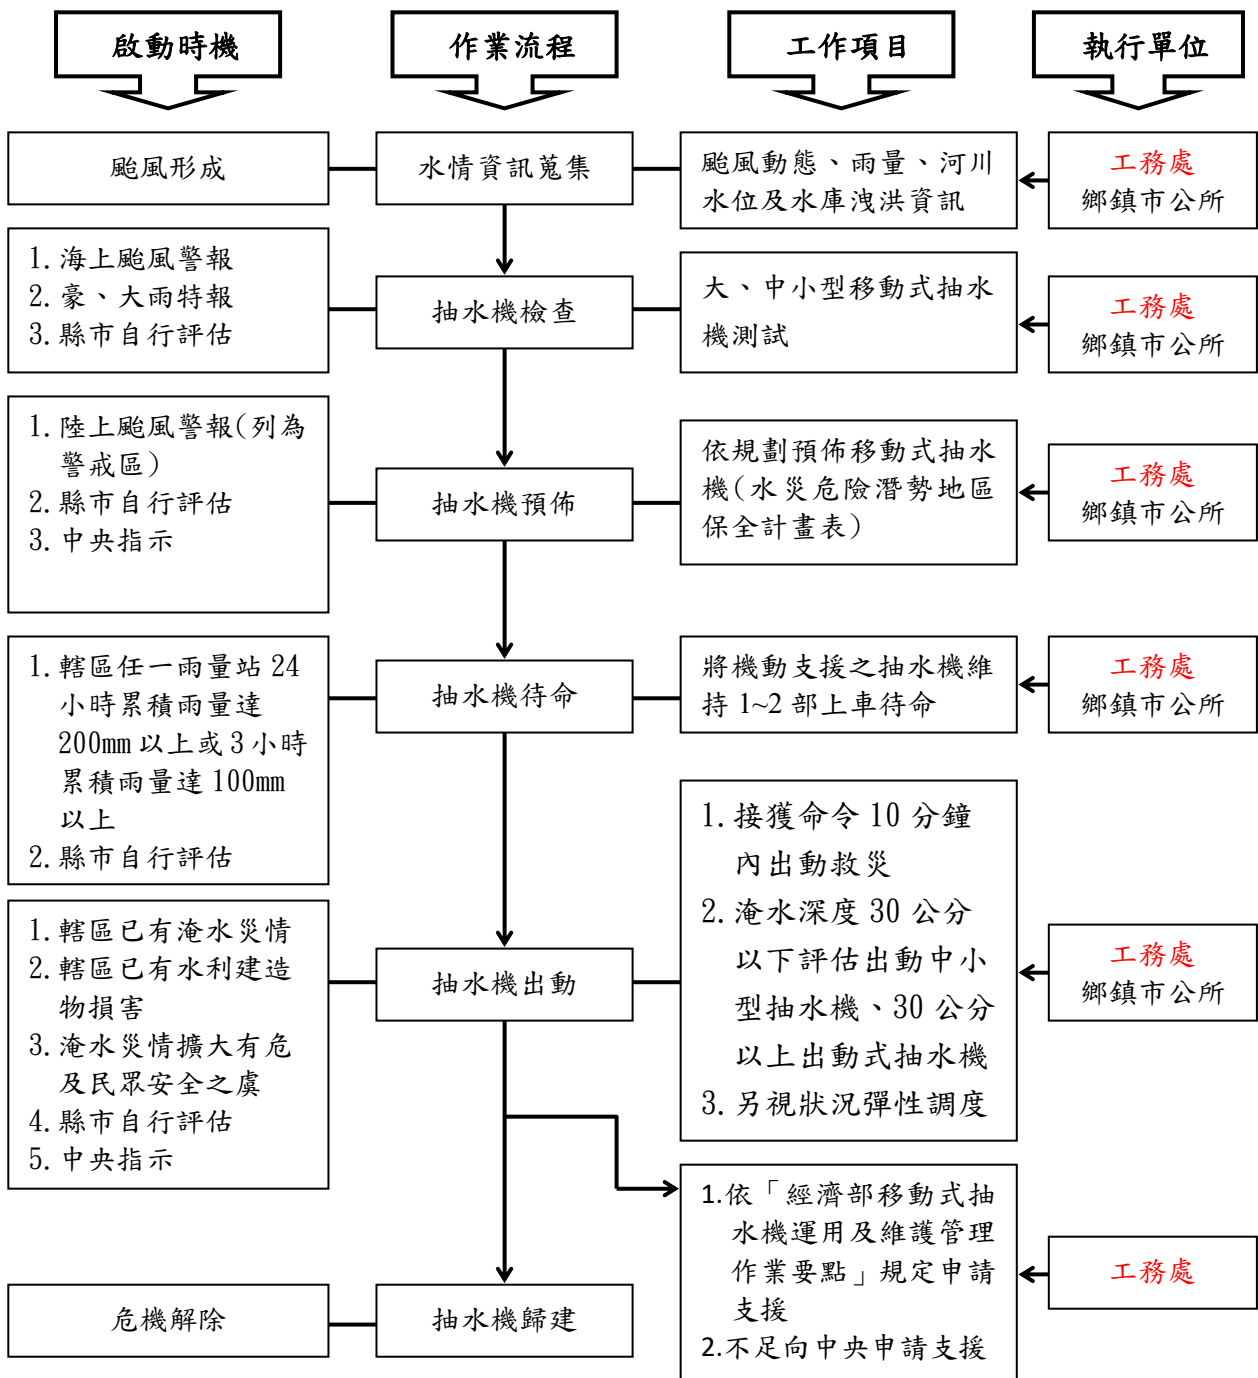 啟動時機
作業流程
工作項目
執行單位
颱風形成
水情資訊蒐集
颱風動態、雨量、河川
水位及水庫洩洪資訊
工務處
鄉鎮市公所
1.海上颱風警報
2.豪、大雨特報
3.縣市自行評估
抽水機檢查
大、中小型移動式抽水
機測試
工務處
鄉鎮市公所
1.陸上颱風警報(列為
警戒區)
2.縣市自行評估
3.中央指示
抽水機預佈
依規劃預佈移動式抽水
機(水災危險潛勢地區
保全計畫表)
工務處
鄉鎮市公所
1.轄區任一雨量站 24
小時累積雨量達
200mm 以上或 3 小時
累積雨量達 100mm
以上
2.縣市自行評估
抽水機待命
將機動支援之抽水機維
持 1~2 部上車待命
工務處
鄉鎮市公所
1.轄區已有淹水災情
2.轄區已有水利建造
物損害
3.淹水災情擴大有危
及民眾安全之虞
4.縣市自行評估
5.中央指示
抽水機出動
1.接獲命令 10 分鐘
內出動救災
2.淹水深度 30 公分
以下評估出動中小
型抽水機、30 公分
以上出動式抽水機
3.另視狀況彈性調度
工務處
鄉鎮市公所
1.依「經濟部移動式抽
水機運用及維護管理
作業要點」規定申請
支援
2.不足向中央申請支援
工務處
危機解除
抽水機歸建